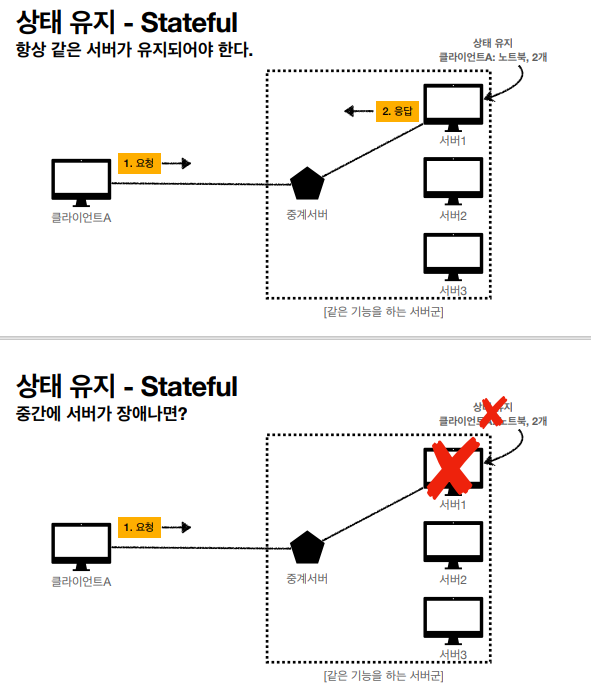 상태 유지 - Stateful
항상 같은 서버가 유지되어야 한다.
상태 유지
클라이언트A: 노트북, 2개
2. 응답
서버1
1. 요청
클라이언트A
중계서버
서버2
서버3
[같은 기능을 하는 서버군]
상태 유지 - Stateful
중간에 서버가 장애나면?
상태 유지
클라이언트A: 노트북, 2개
서버1
1. 요청
클라이언트A
중계서버
서버2
서버3
[같은 기능을 하는 서버군]